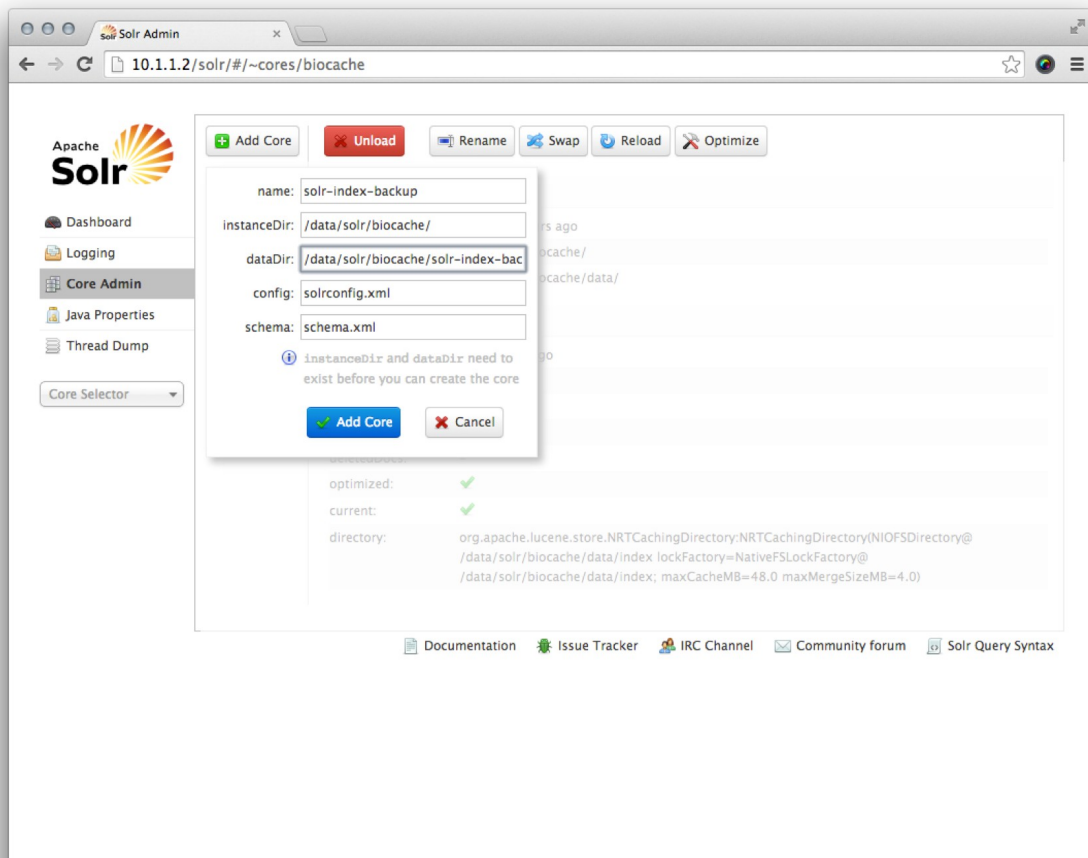 Solr Admin
10.1.1.2/solr/#/~cores/biocache
Apache
Solr
Add Core
Unload
Rename
Swap
Reload
Optimize
Dashboard
Logging
Core Admin
Java Properties
Thread Dump
Core Selector
name: solr-index-backup
instanceDir: /data/solr/biocache/
dataDir: /data/solr/biocache/solr-index-bac
config: solrconfig.xml
schema: schema.xml
instanceDir and dataDir need to
exist before you can create the core
Add Core
Cancel
rs ago
ocache/
ocache/data/
go
optimized:
current:
directory: org.apache.lucene.store.NRTCachingDirectory:NRTCachingDirectory(NIOFSDirectory@
/data/solr/biocache/data/index lockFactory=NativeFSLockFactory@
/data/solr/biocache/data/index; maxCacheMB=48.0 maxMergeSizeMB=4.0)
Documentation
Issue Tracker
IRC Channel
Community forum
Solr Query Syntax